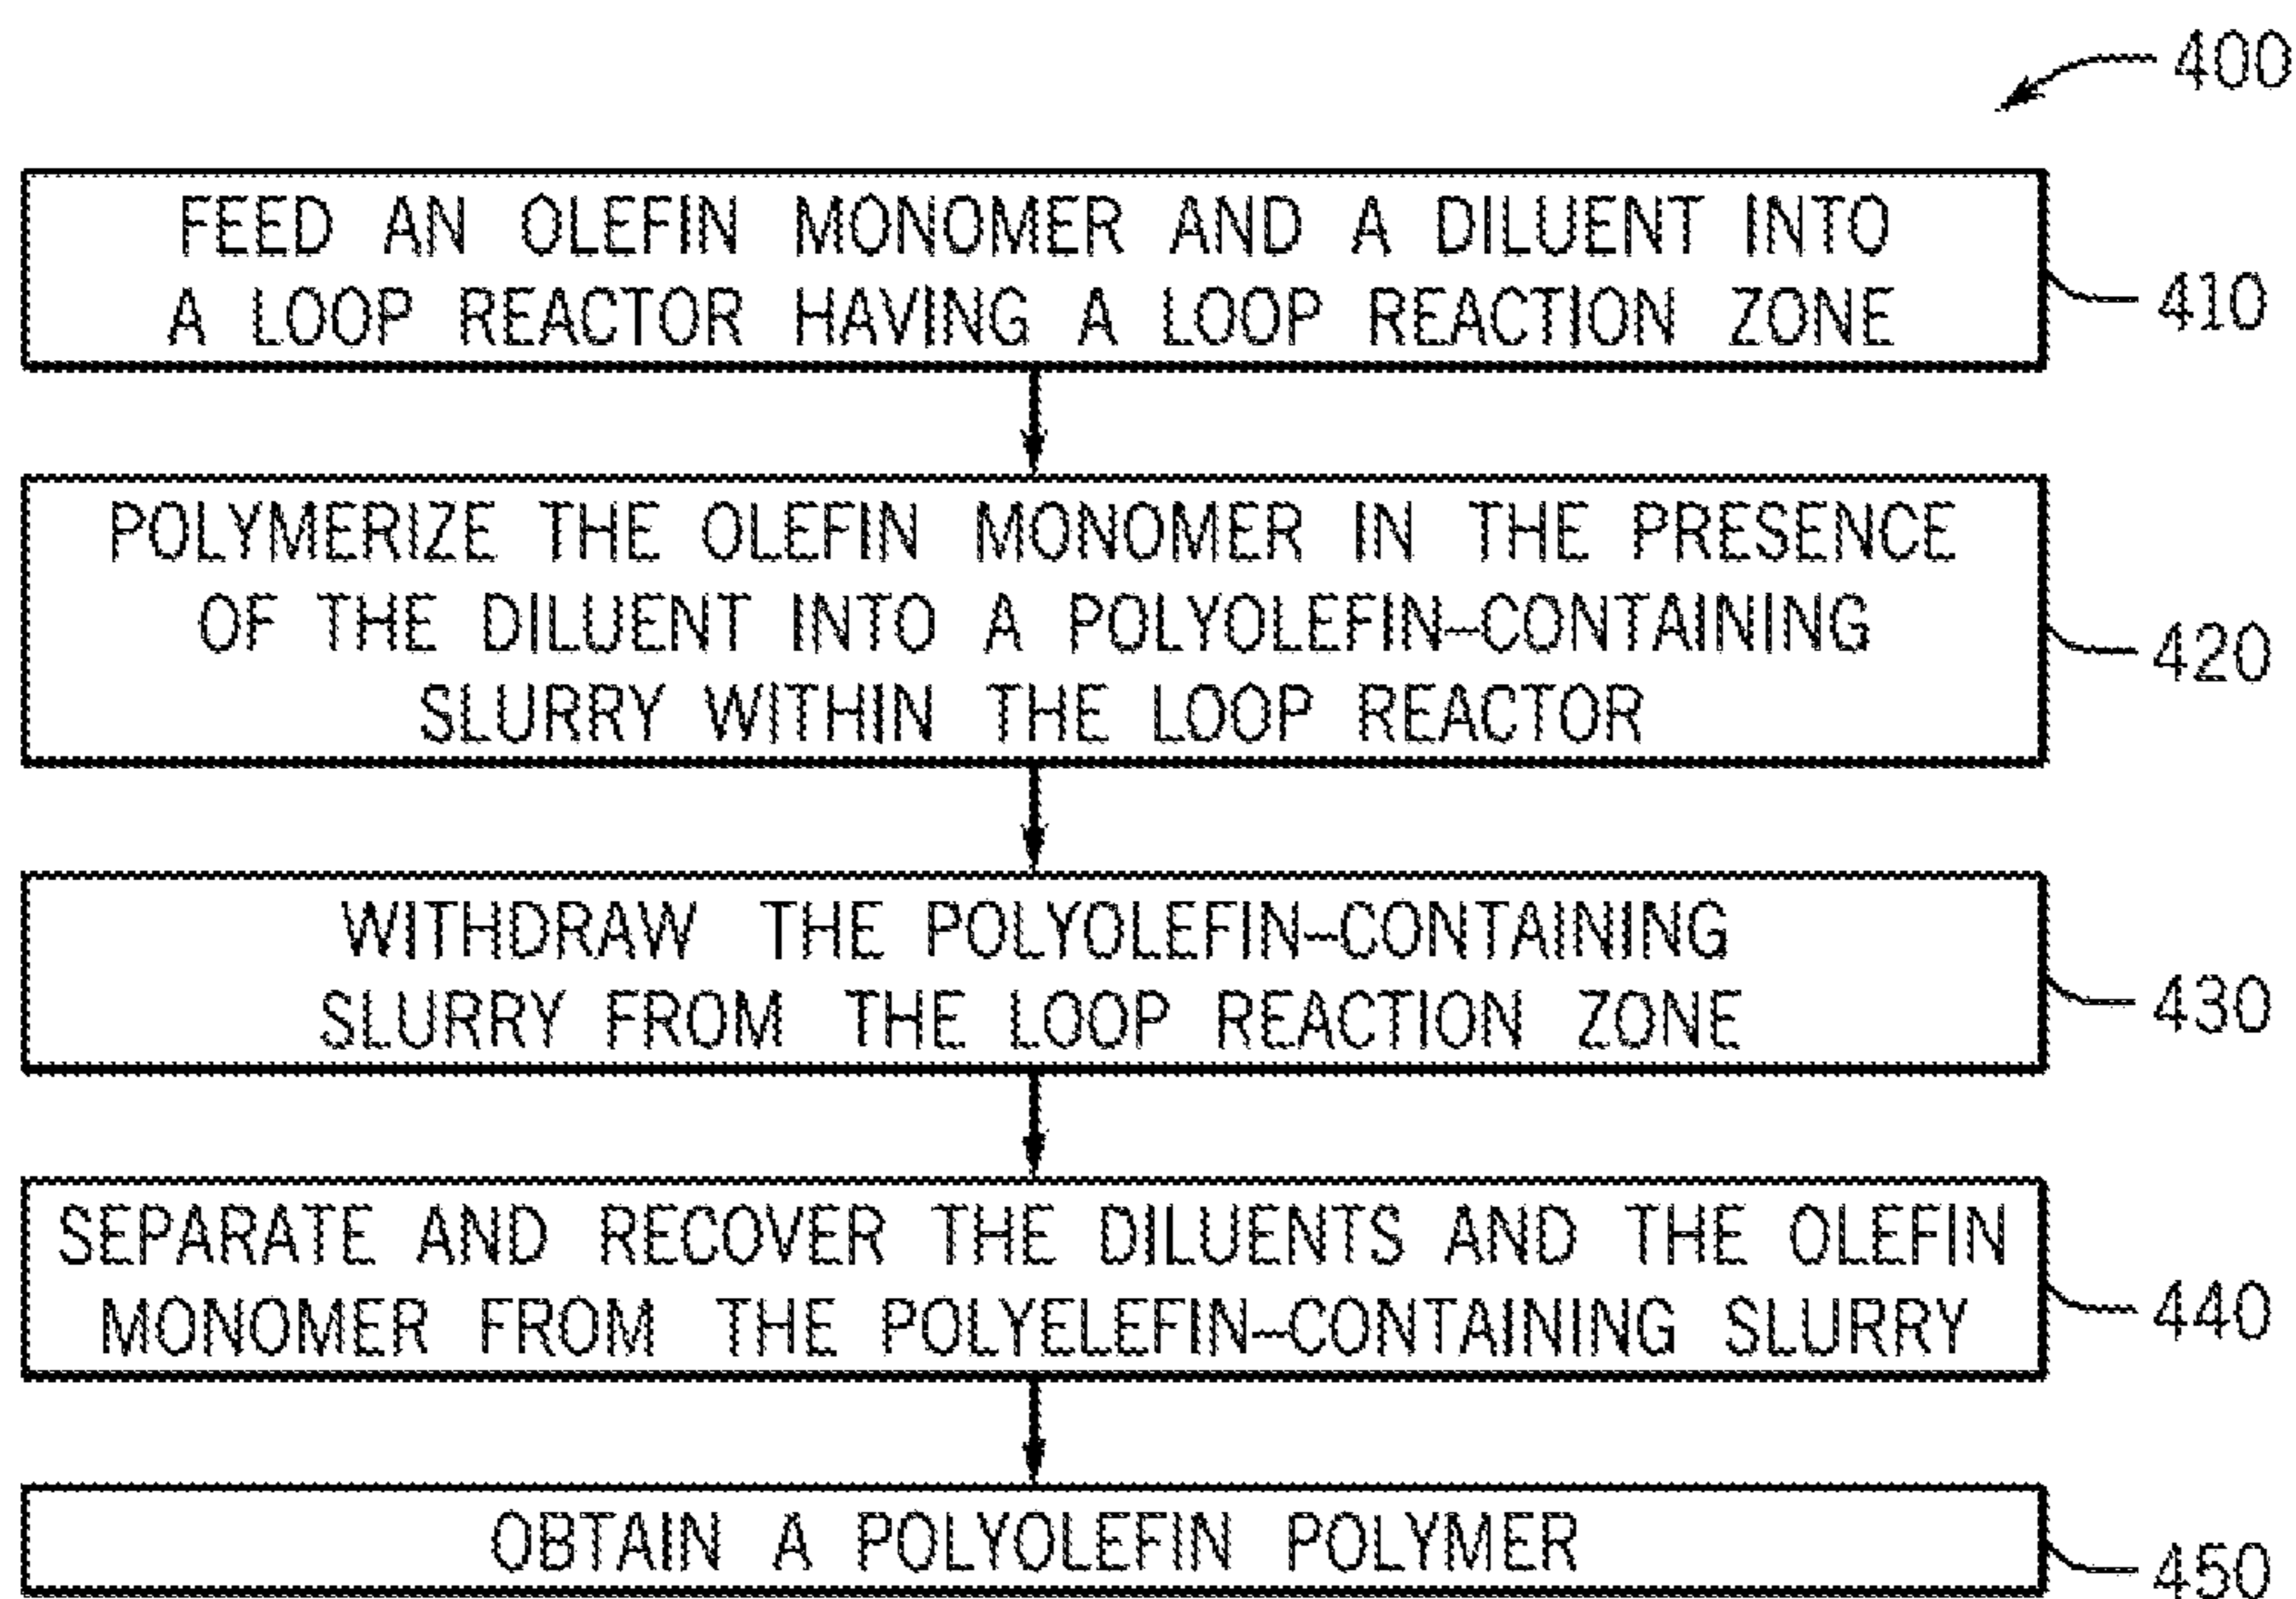 400
FEED AN OLEFIN MONOMER AND A DILUENT INTO
A LOOP REACTOR HAVING A LOOP REACTION ZONE
410
POLYMERIZE THE OLEFIN MONOMER IN THE PRESENCE
OF THE DILUENT INTO A POLYOLEFIN-CONTAINING
SLURRY WITHIN THE LOOP REACTOR
420
WITHDRAW THE POLYOLEFIN-CONTAINING
SLURRY FROM THE LOOP REACTION ZONE
430
SEPARATE AND RECOVER THE DILUENTS AND THE OLEFIN
MONOMER FROM THE POLYELEFIN-CONTAINING SLURRY
440
OBTAIN A POLYOLEFIN POLYMER
450